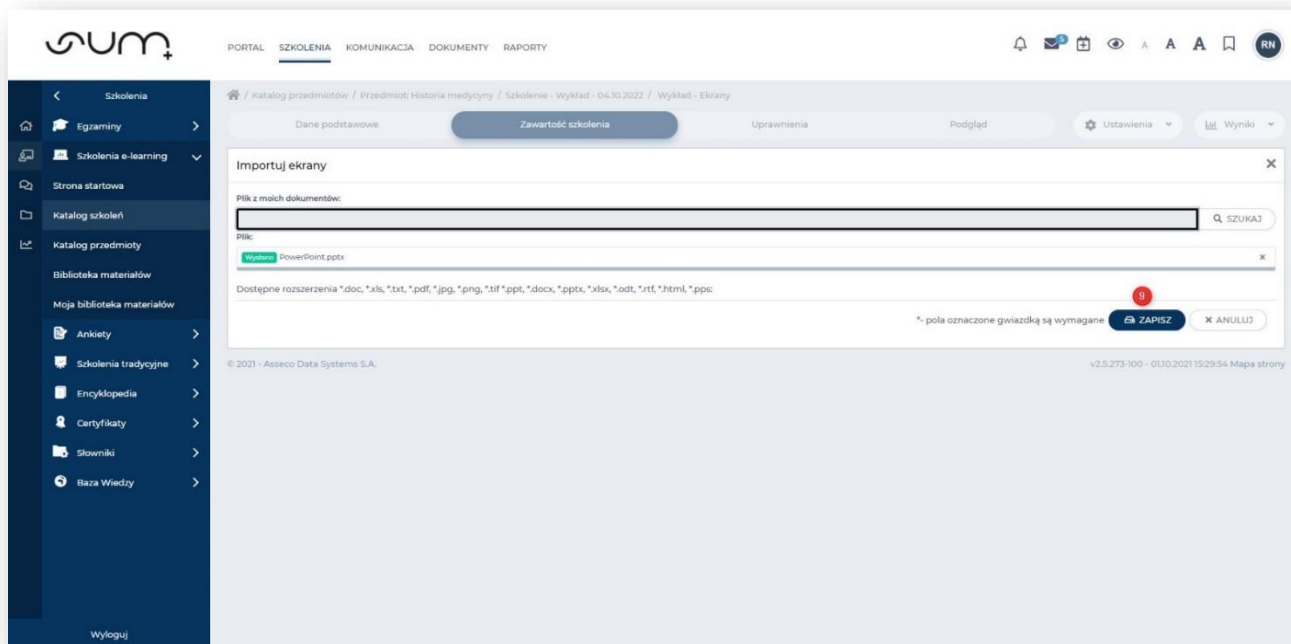 sum+
PORTAL SZKOLENIA KOMUNIKACJA DOKUMENTY RAPORTY
5 A A A RN
Szkolenia
Egzaminy
Szkolenia e-learning
Strona startowa
Katalog szkoleń
Katalog przedmioty
Biblioteka materiałów
Moja biblioteka materiałów
Ankiety
Szkolenia tradycyjne
Encyklopedia
Certyfikaty
Słowniki
Baza Wiedzy
Wyloguj
/ Katalog przedmiotów / Przedmiot: Historia medycyny / Szkolenie - Wykład - 04.10.2022 / Wykład - Ekrany
Dane podstawowe Zawartość szkolenia Uprawnienia Podgląd Ustawienia Wyniki
Importuj ekrany
Plik z moich dokumentów:
SZUKAJ
Plik:
Wysłano PowerPoint.pptx
Dostępne rozszerzenia *.doc, *.xls, *.txt, *.pdf, *.jpg, *.png, *.tif *.ppt, *.docx, *.pptx, *.xlsx, *.odt, *.rtf, *.html, *.pps:
9
*- pola oznaczone gwiazdką są wymagane ZAPISZ ANULUJ
© 2021 - Asseco Data Systems S.A. v2.5.273-100 - 01.10.2021 15:29:54 Mapa strony